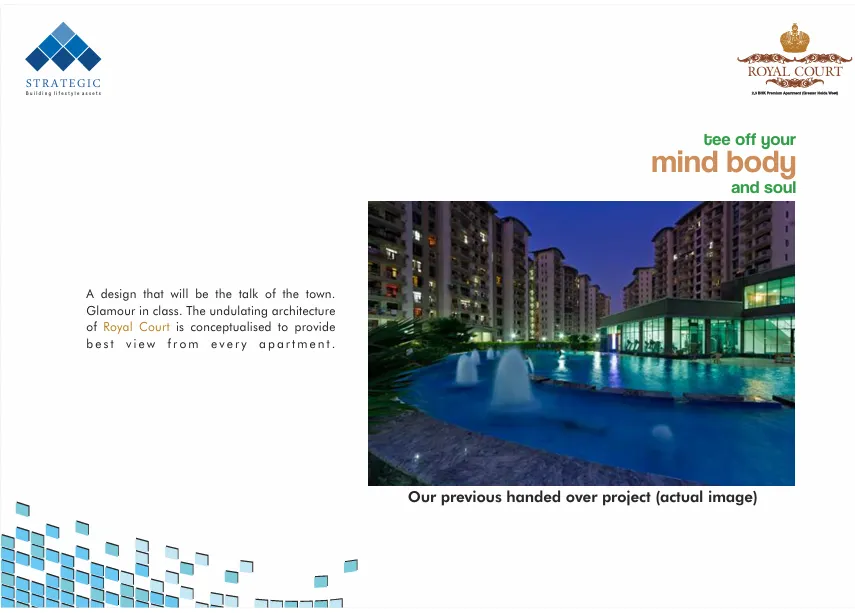 STRATEGIC
Building lifestyle assets
ROYAL COURT
2,3 BHK Premium Apartment (Greater Noida West)
tee off your
mind body
and soul
A design that will be the talk of the town.
Glamour in class. The undulating architecture
of Royal Court is conceptualised to provide
best view from every apartment.
Our previous handed over project (actual image)